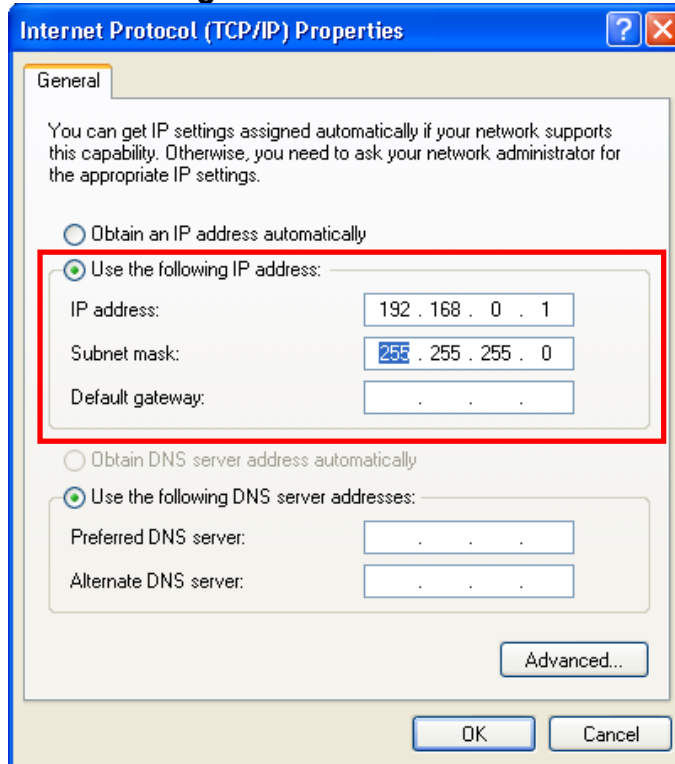 Internet Protocol (TCP/IP) Properties
General
You can get IP settings assigned automatically if your network supports
this capability. Otherwise, you need to ask your network administrator for
the appropriate IP settings.
Obtain an IP address automatically
Use the following IP address:
IP address: 192 . 168 . 0 . 1
Subnet mask: 255 . 255 . 255 . 0
Default gateway: . . .
Obtain DNS server address automatically
Use the following DNS server addresses:
Preferred DNS server: . . .
Alternate DNS server: . . .
Advanced...
OK Cancel